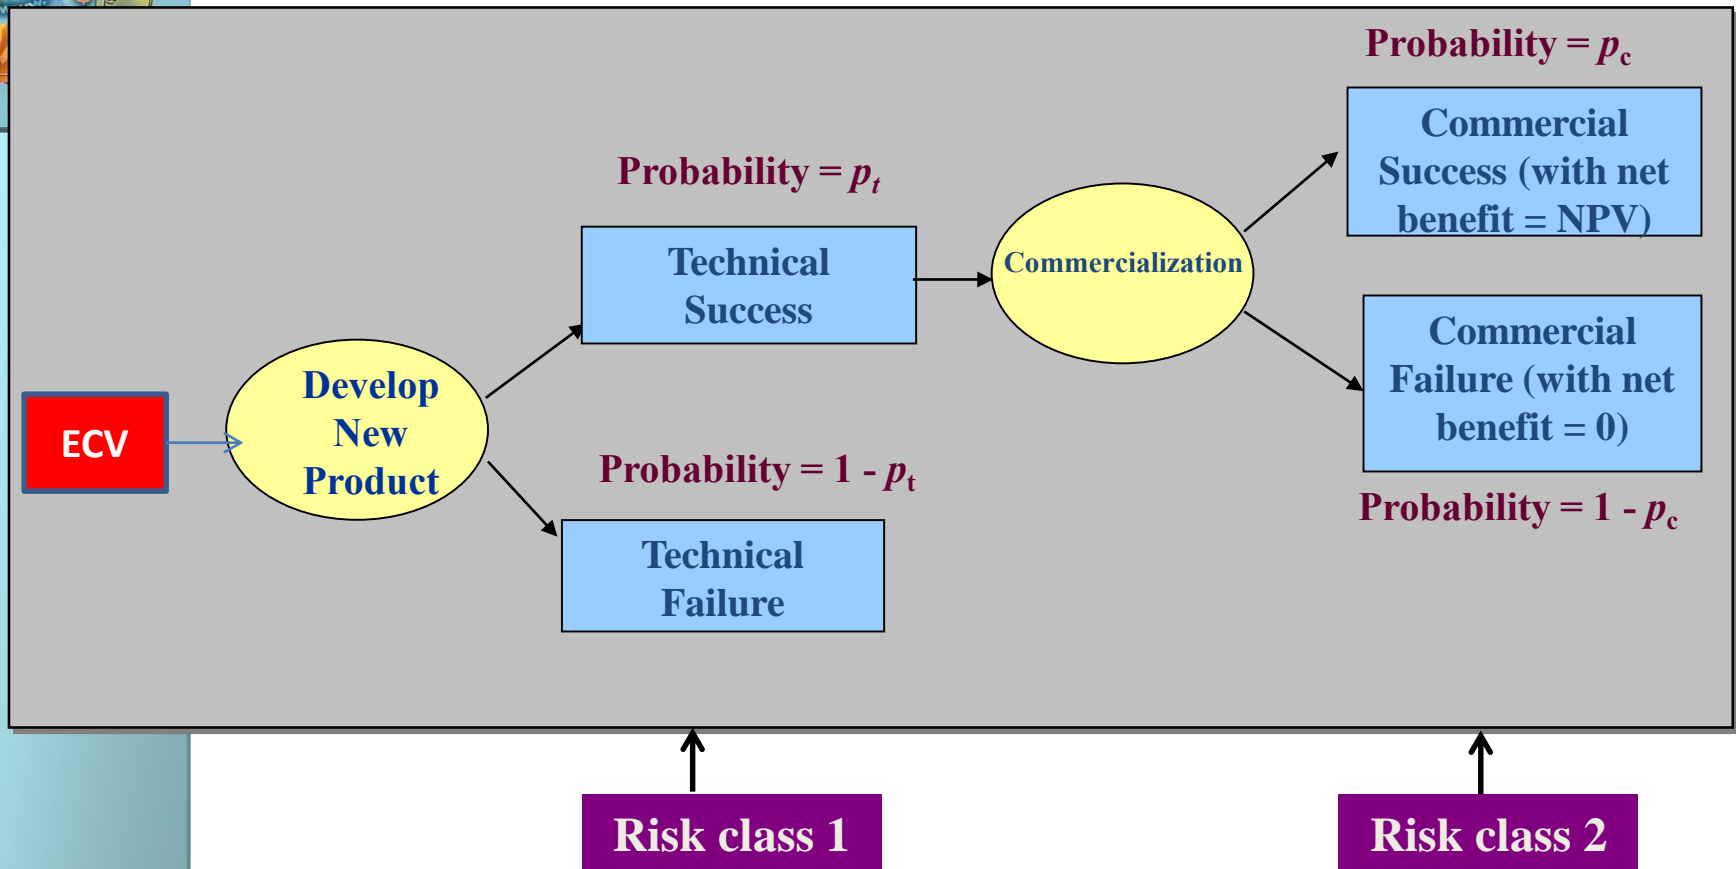 Probability = pc
Commercial
Success (with net
benefit = NPV)
Probability = pt
Technical
Success
Commercialization
Commercial
Failure (with net
benefit = 0)
Probability = 1 - pc
ECV
Develop
New
Product
Probability = 1 - pt
Technical
Failure
Risk class 1
Risk class 2